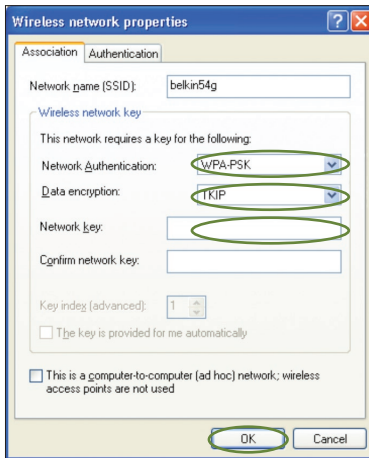 Wireless network properties
Association Authentication
Network name (SSID): belkin54g
Wireless network key
This network requires a key for the following:
Network Authentication: WPA-PSK
Data encryption: TKIP
Network key:
Confirm network key:
Key index (advanced): 1
The key is provided for me automatically
This is a computer-to-computer (ad hoc) network; wireless
access points are not used
OK Cancel